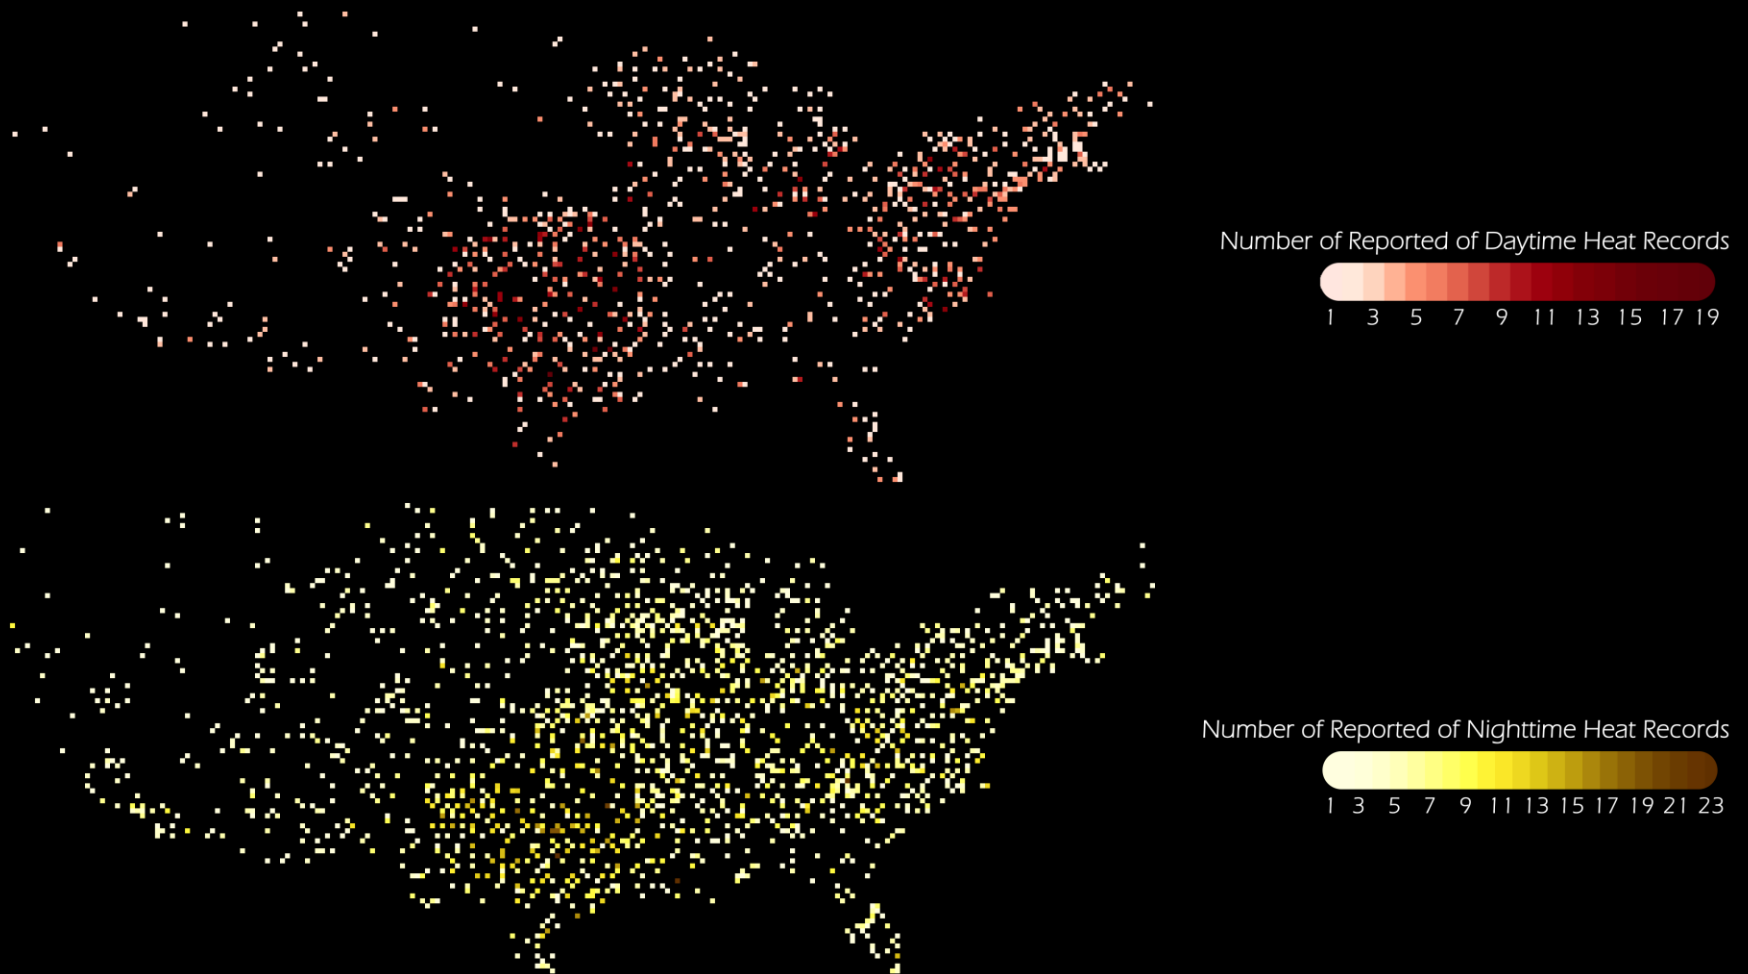 Number of Reported of Daytime Heat Records
1 3 5 7 9 11 13 15 17 19
Number of Reported of Nighttime Heat Records
1 3 5 7 9 11 13 15 17 19 21 23